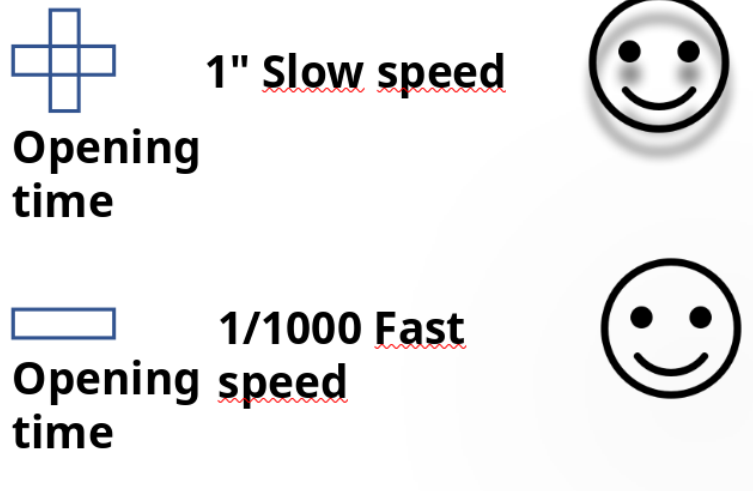 1" Slow speed
Opening
time
1/1000 Fast
speed
Opening
time